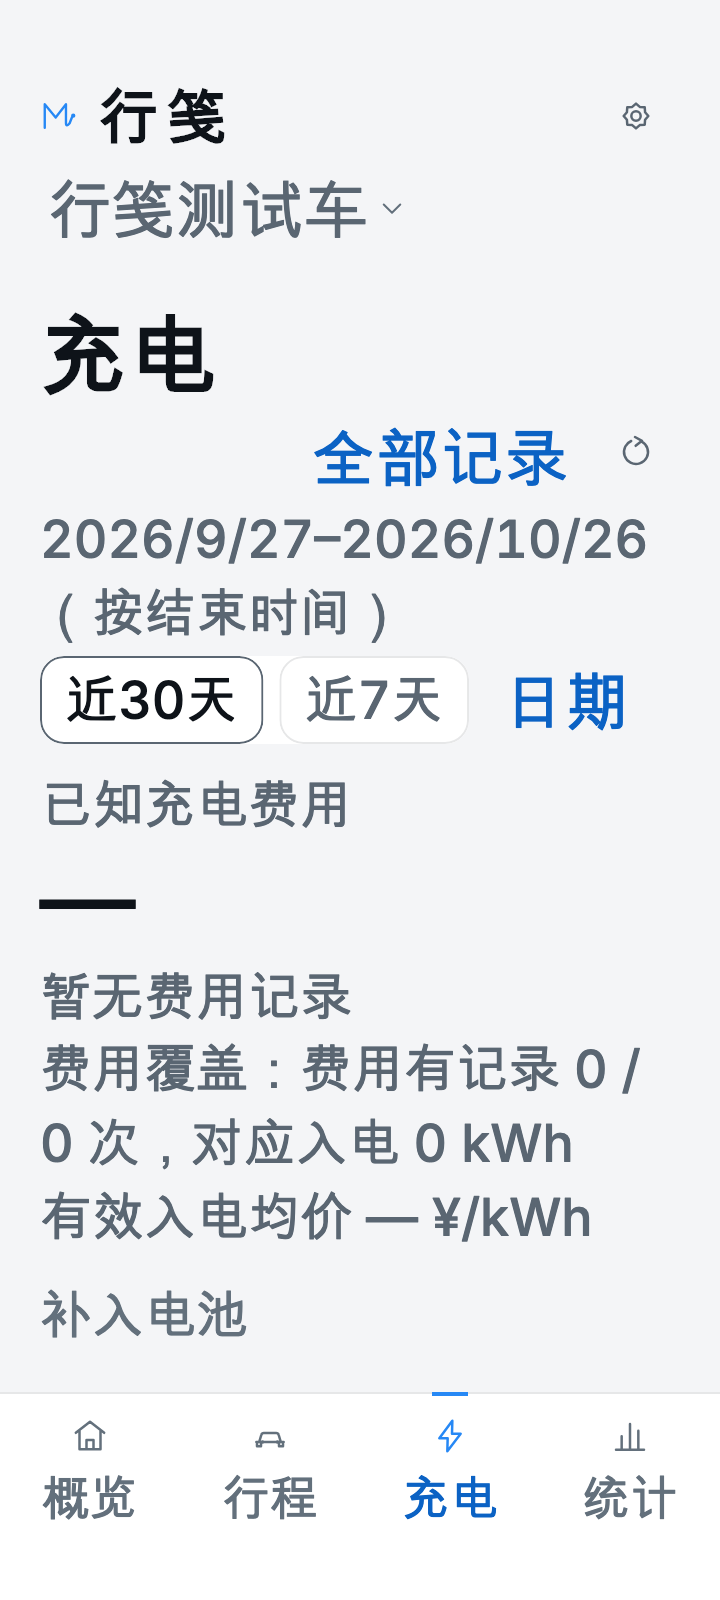 行笺
行笺测试车
充电
全部记录
2026/9/27–2026/10/26
（按结束时间）
近30天 近7天 日期
已知充电费用
—
暂无费用记录
费用覆盖：费用有记录 0 /
0 次，对应入电 0 kWh
有效入电均价 — ¥/kWh
补入电池
概览 行程 充电 统计